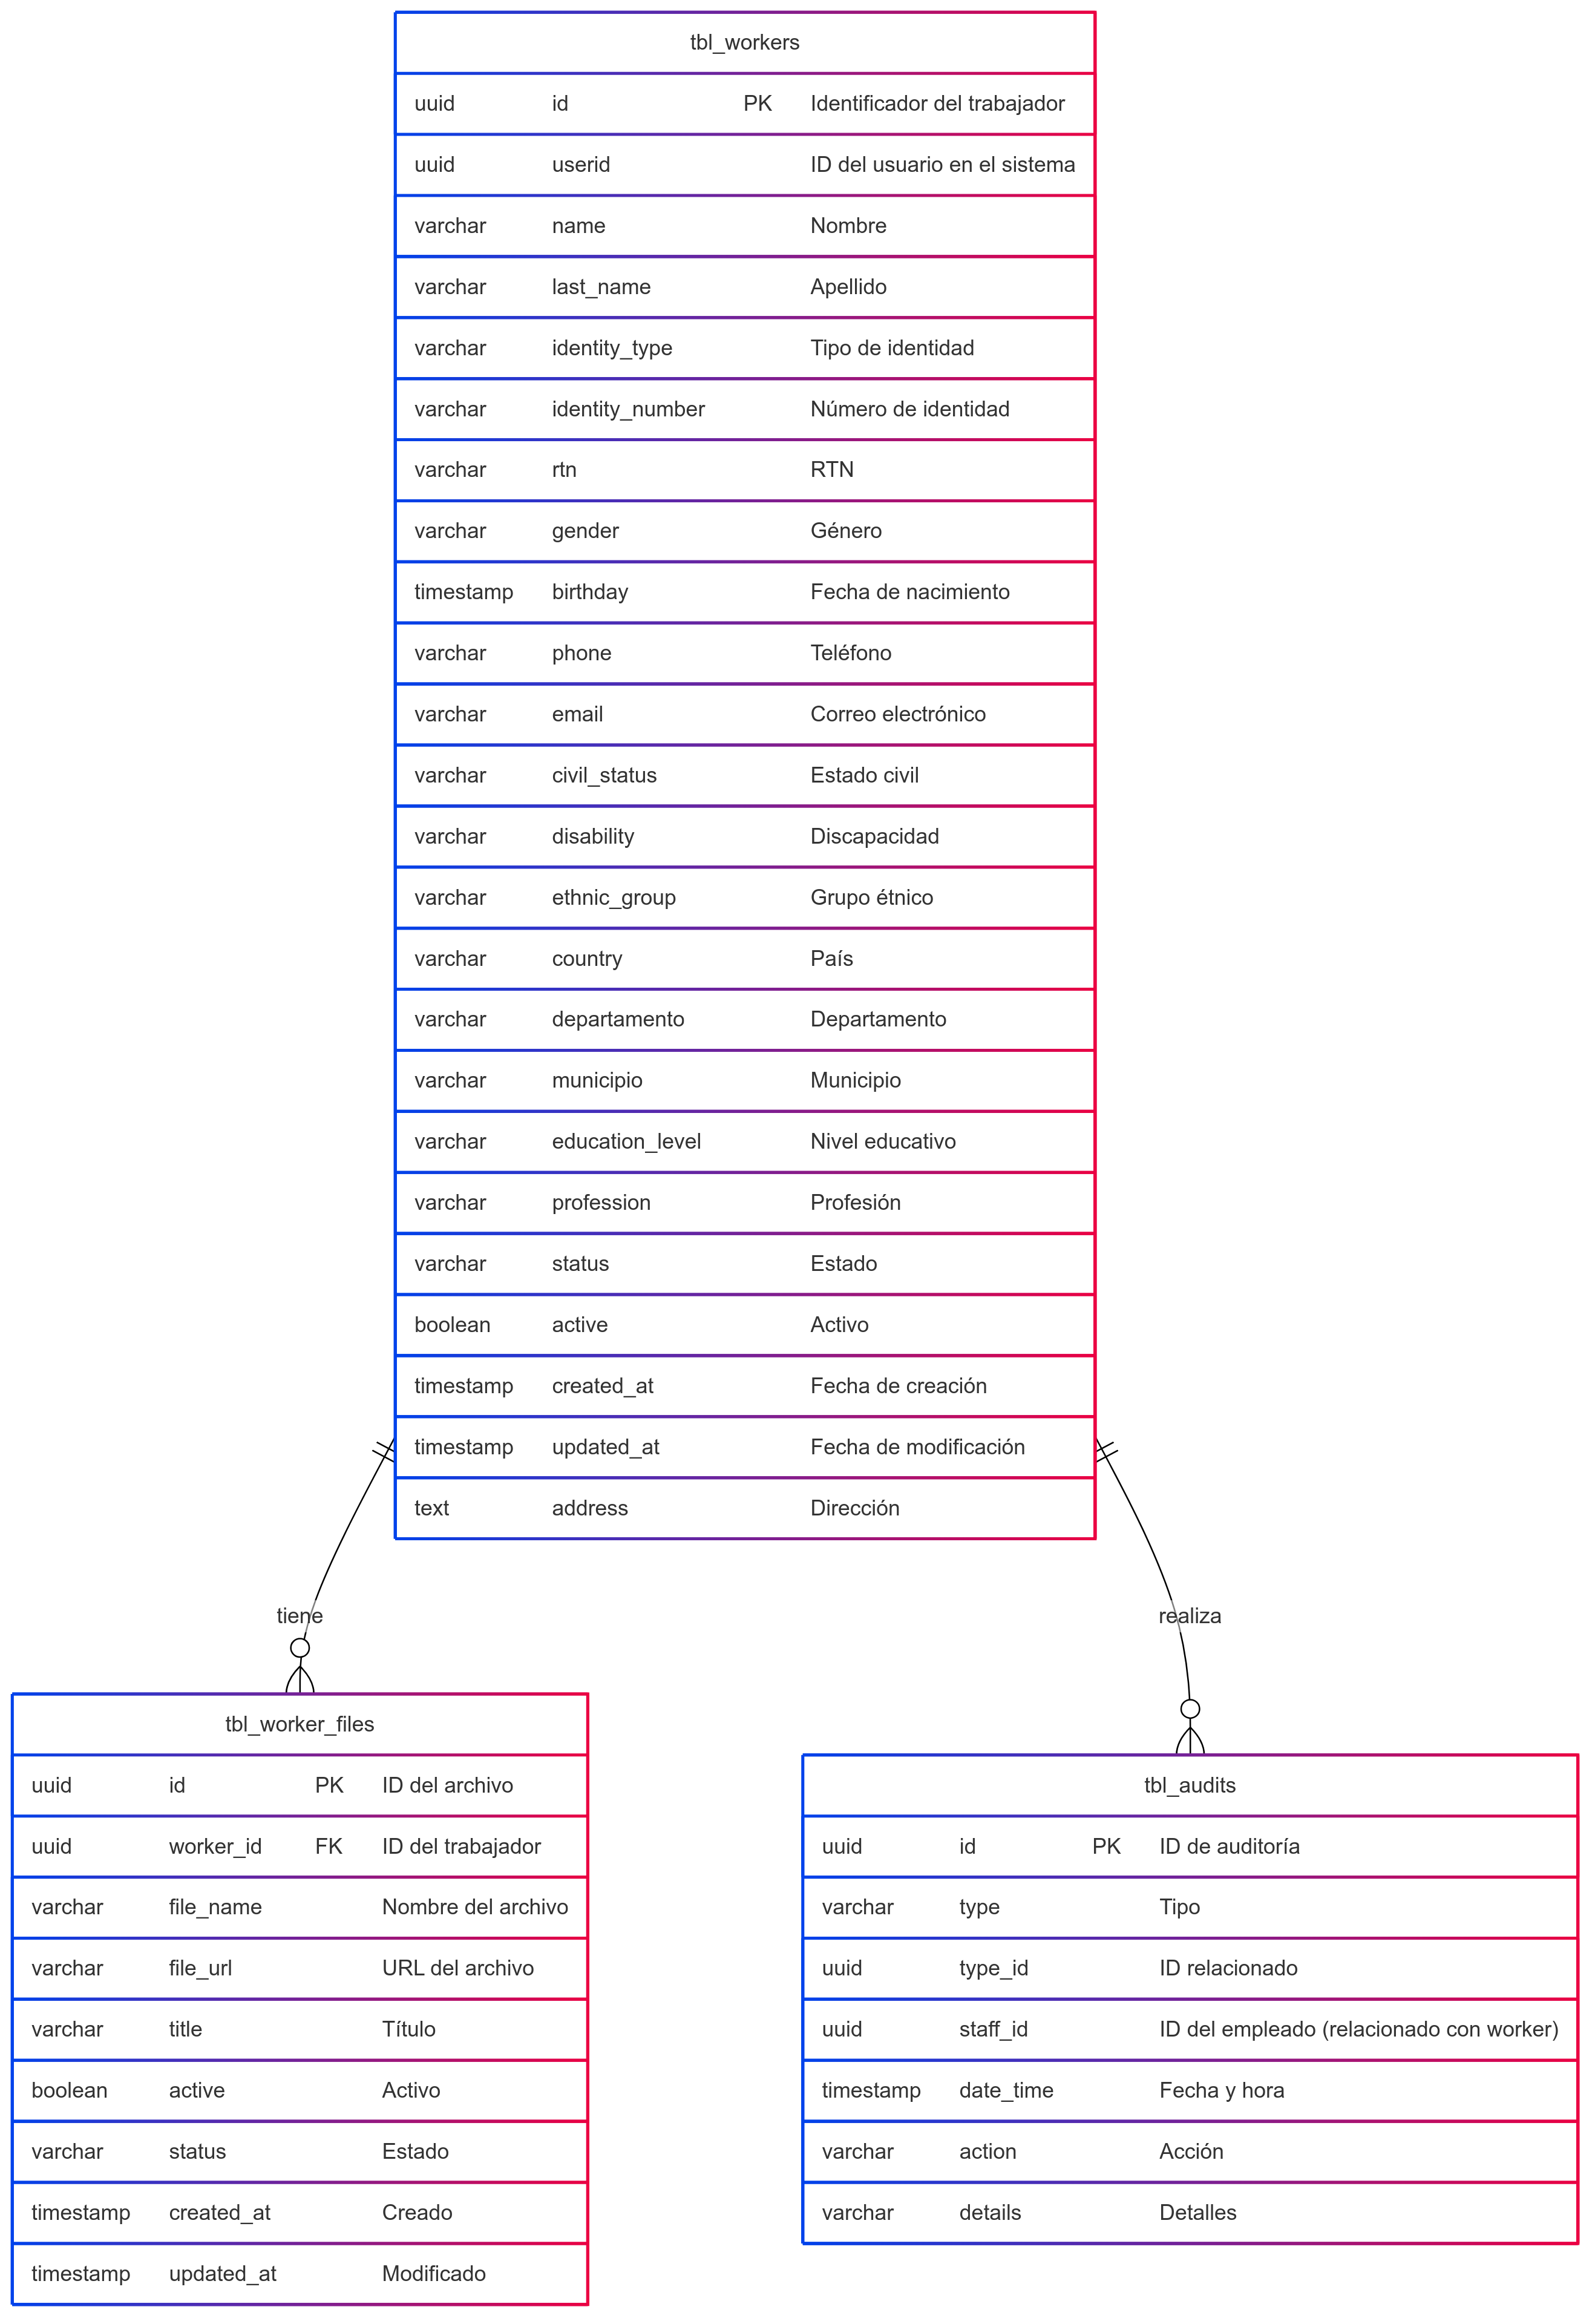 tbl_workers
uuid id PK Identificador del trabajador
uuid userid ID del usuario en el sistema
varchar name Nombre
varchar last_name Apellido
varchar identity_type Tipo de identidad
varchar identity_number Número de identidad
varchar rtn RTN
varchar gender Género
timestamp birthday Fecha de nacimiento
varchar phone Teléfono
varchar email Correo electrónico
varchar civil_status Estado civil
varchar disability Discapacidad
varchar ethnic_group Grupo étnico
varchar country País
varchar departamento Departamento
varchar municipio Municipio
varchar education_level Nivel educativo
varchar profession Profesión
varchar status Estado
boolean active Activo
timestamp created_at Fecha de creación
timestamp updated_at Fecha de modificación
text address Dirección
tiene
realiza
tbl_worker_files
uuid id PK ID del archivo
uuid worker_id FK ID del trabajador
varchar file_name Nombre del archivo
varchar file_url URL del archivo
varchar title Título
boolean active Activo
varchar status Estado
timestamp created_at Creado
timestamp updated_at Modificado
tbl_audits
uuid id PK ID de auditoría
varchar type Tipo
uuid type_id ID relacionado
uuid staff_id ID del empleado (relacionado con worker)
timestamp date_time Fecha y hora
varchar action Acción
varchar details Detalles